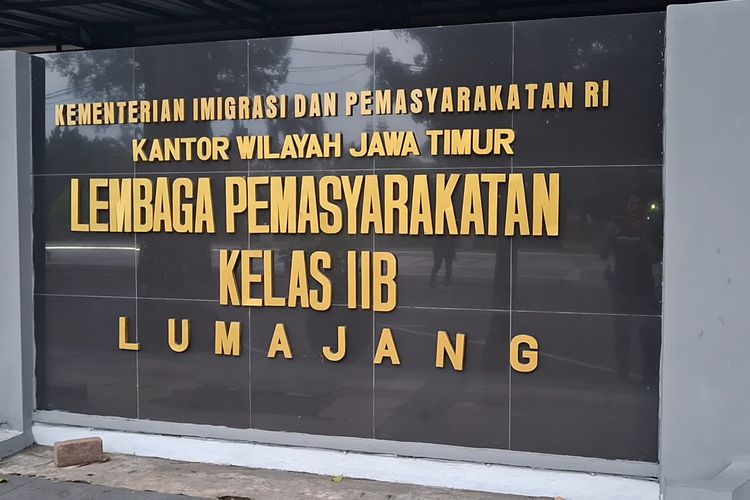 KEMENTERIAN IMIGRASI DAN PEMASYARAKATAN RI
KANTOR WILAYAH JAWA TIMUR
LEMBAGA PEMASYARAKATAN
KELAS IIB
LUMAJANG